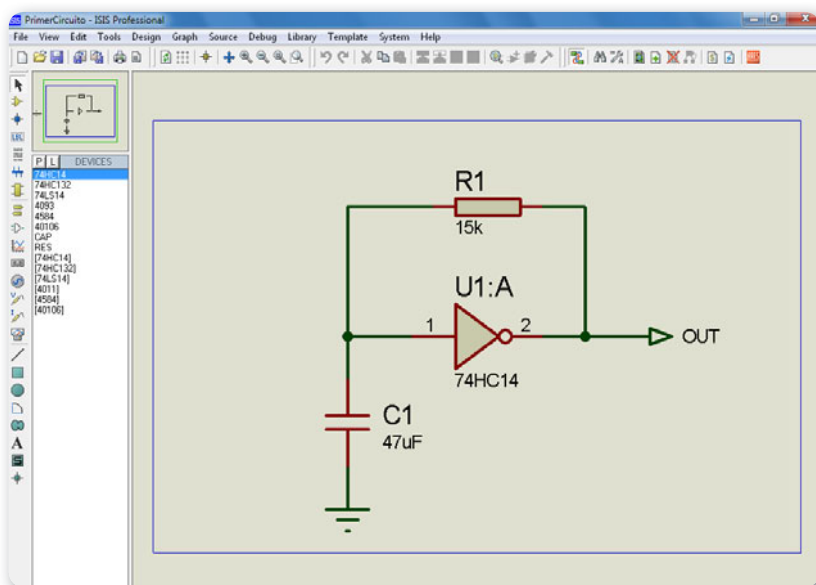 PrimerCircuito - ISIS Professional
File View Edit Tools Design Graph Source Debug Library Template System Help
P L DEVICES
74HC14
74HC132
74LS14
4093
4584
40106
CAP
RES
[74HC14]
[74HC132]
[74LS14]
[4011]
[4584]
[40106]
LBL
A
S
R1
15k
U1:A
1
2
OUT
74HC14
C1
47uF